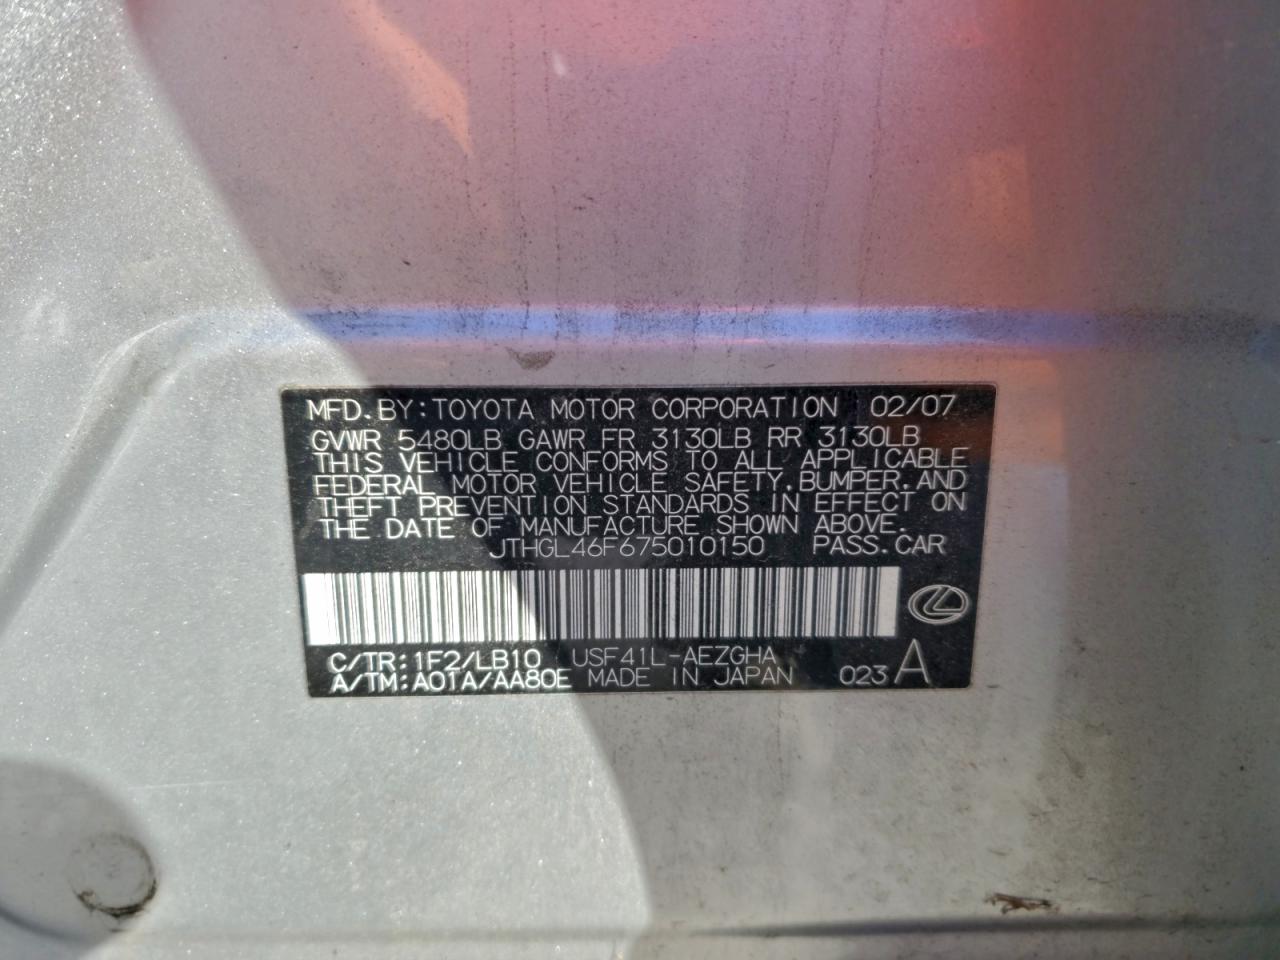 MFD.BY:TOYOTA MOTOR CORPORATION 02/07
GVWR 5480LB GAWR FR 3130LB RR 3130LB
THIS VEHICLE CONFORMS TO ALL APPLICABLE
FEDERAL MOTOR VEHICLE SAFETY,BUMPER,AND
THEFT PREVENTION STANDARDS IN EFFECT ON
THE DATE OF MANUFACTURE SHOWN ABOVE.
JTHGL46F675010150 PASS.CAR
C/TR:1F2/LB10 USF41L-AEZGHA
A/TM:A01A/AA80E MADE IN JAPAN 023 A